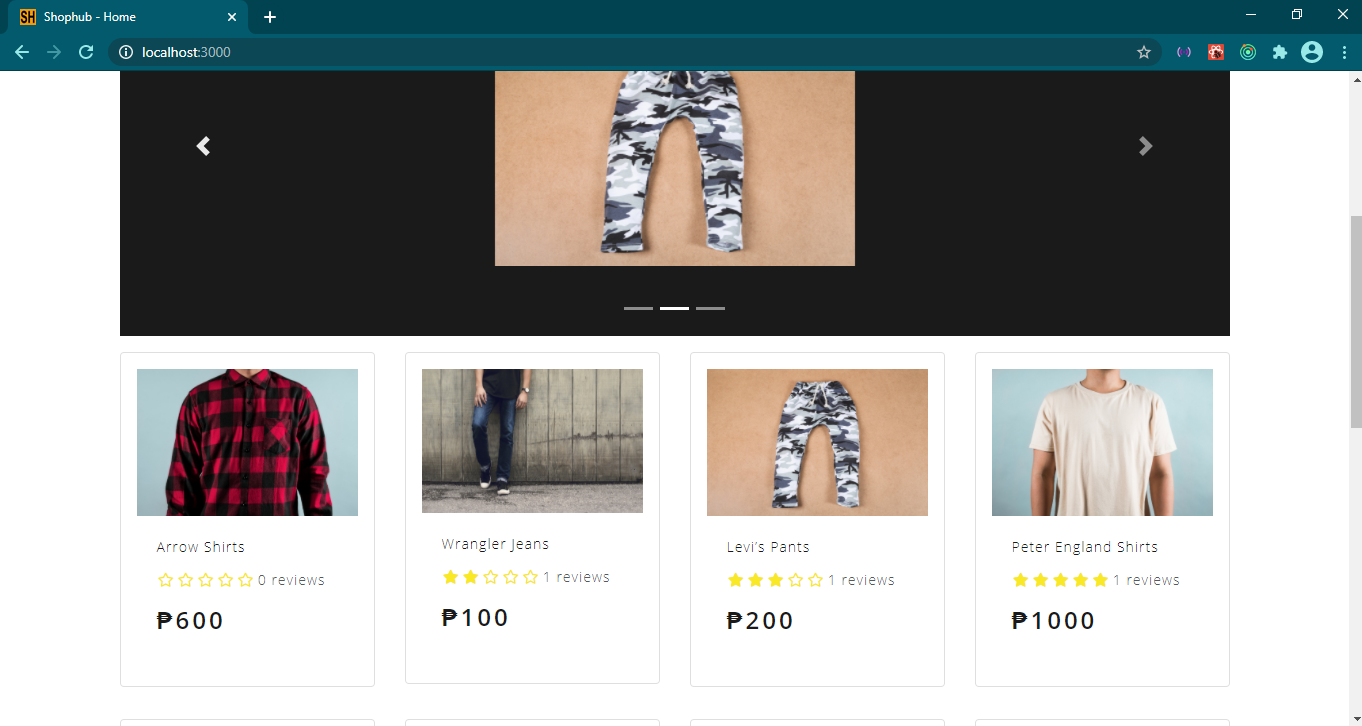 SH Shophub - Home
localhost:3000
Arrow Shirts
0 reviews
₱600
Wrangler Jeans
1 reviews
₱100
Levi's Pants
1 reviews
₱200
Peter England Shirts
1 reviews
₱1000